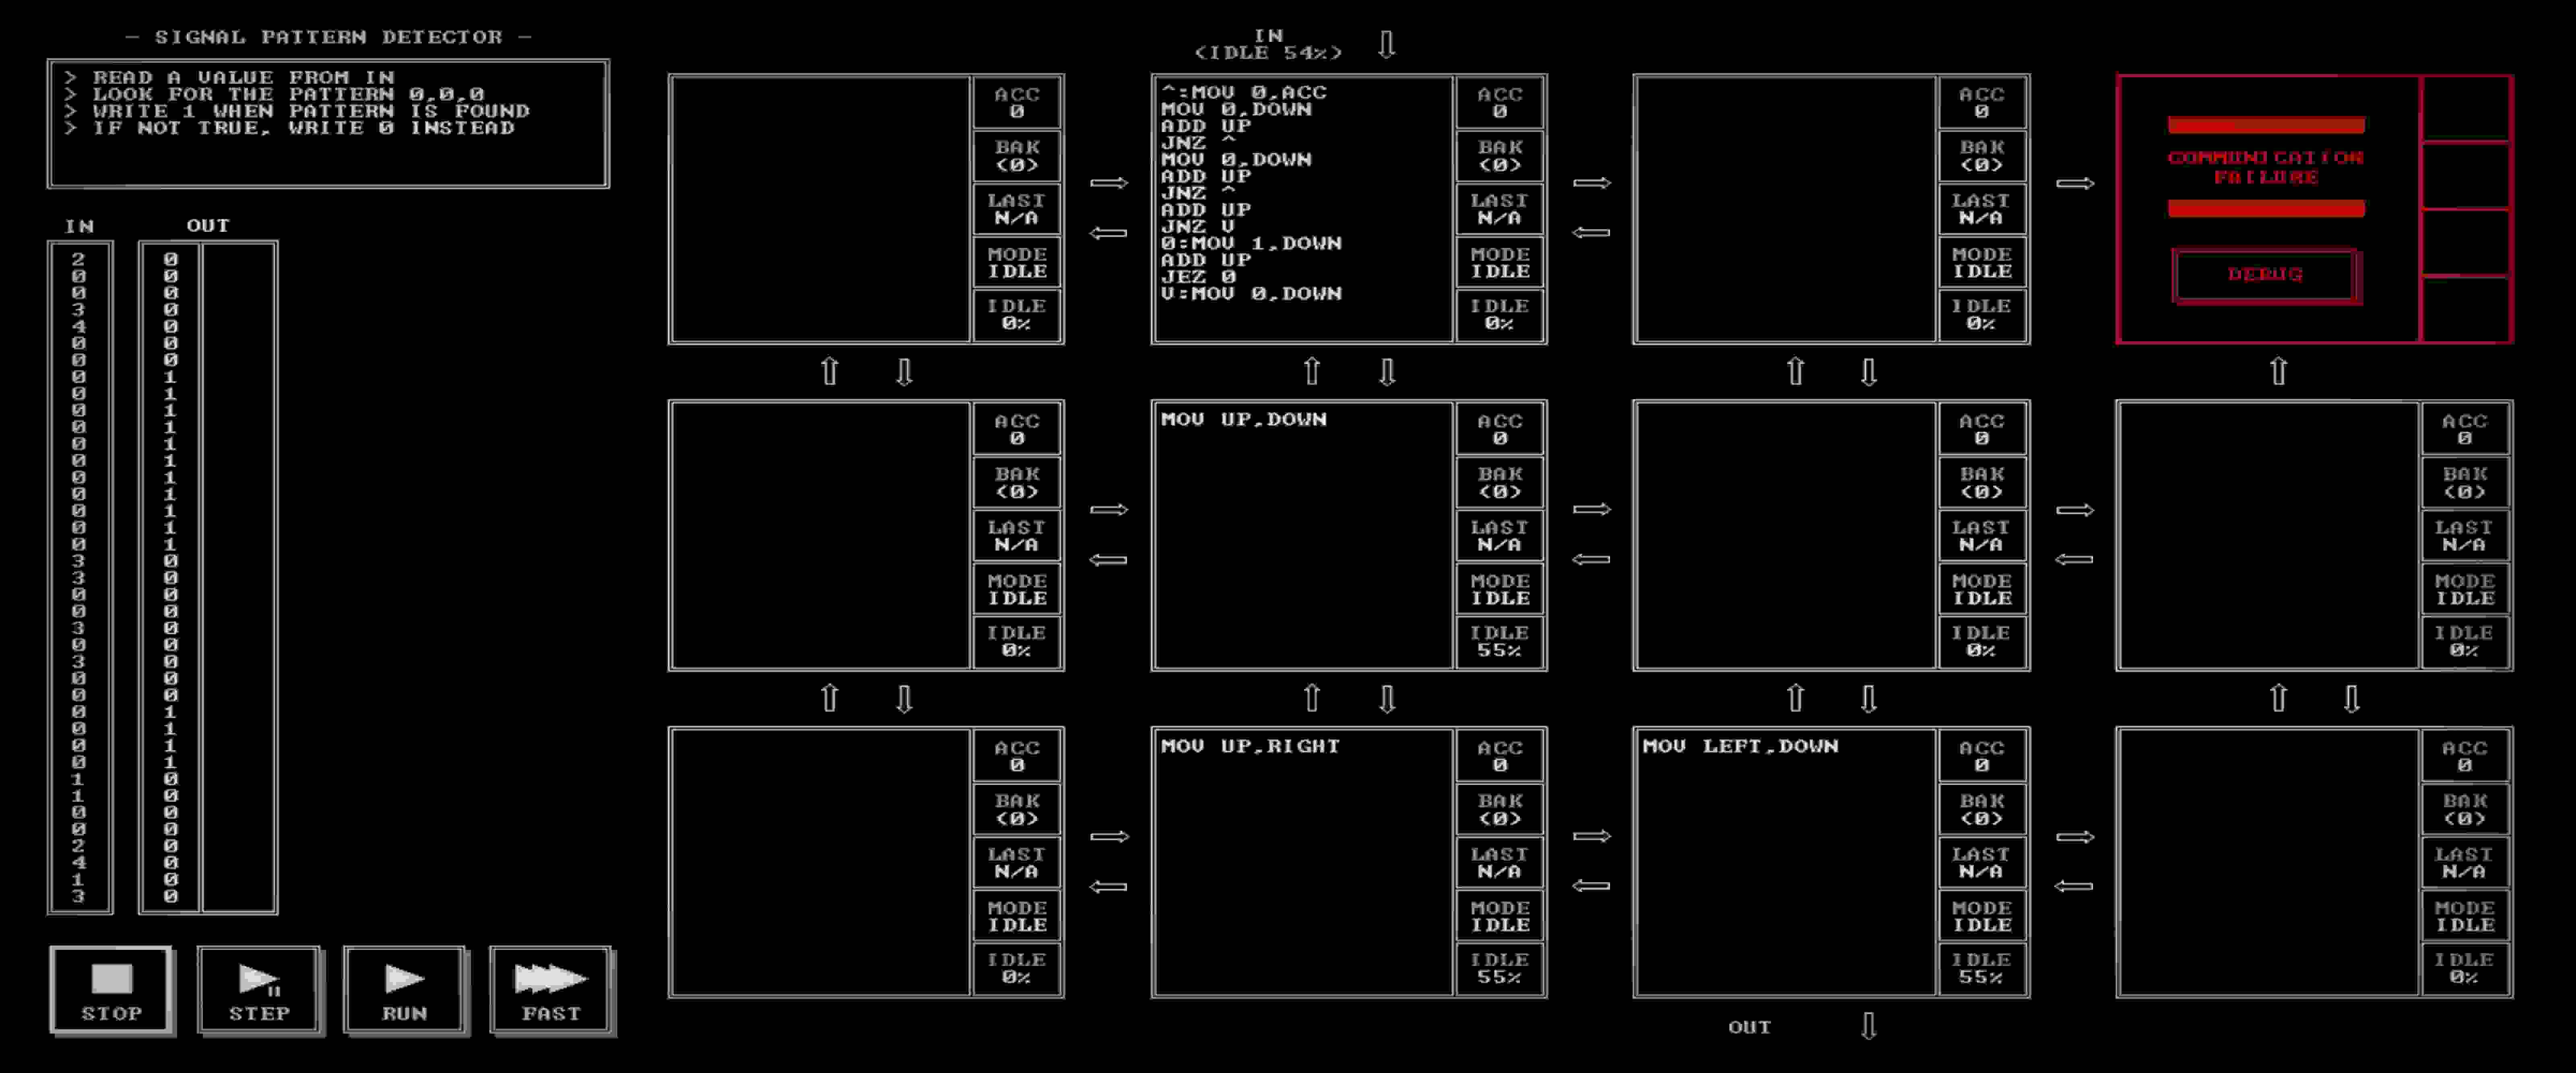 - SIGNAL PATTERN DETECTOR -
> READ A VALUE FROM IN
> LOOK FOR THE PATTERN 0,0,0
> WRITE 1 WHEN PATTERN IS FOUND
> IF NOT TRUE, WRITE 0 INSTEAD
IN OUT
2 0
0 0
0 0
3 0
4 0
0 0
0 0
0 1
0 1
0 1
0 1
0 1
0 1
0 1
0 1
0 1
0 1
0 1
3 0
3 0
0 0
0 0
3 0
0 0
3 0
0 0
0 0
0 1
0 1
0 1
0 1
1 0
1 0
0 0
0 0
2 0
4 0
1 0
3 0
STOP
STEP
RUN
FAST
IN
(IDLE 54%)
ACC
0
BAK
(0)
LAST
N/A
MODE
IDLE
IDLE
0%
^:MOV 0,ACC
MOV 0,DOWN
ADD UP
JNZ ^
MOV 0,DOWN
ADD UP
JNZ ^
ADD UP
JNZ V
0:MOV 1,DOWN
ADD UP
JEZ 0
V:MOV 0,DOWN
ACC
0
BAK
(0)
LAST
N/A
MODE
IDLE
IDLE
0%
ACC
0
BAK
(0)
LAST
N/A
MODE
IDLE
IDLE
0%
COMMUNICATION
FAILURE
DEBUG
ACC
0
BAK
(0)
LAST
N/A
MODE
IDLE
IDLE
0%
MOV UP,DOWN
ACC
0
BAK
(0)
LAST
N/A
MODE
IDLE
IDLE
55%
ACC
0
BAK
(0)
LAST
N/A
MODE
IDLE
IDLE
0%
ACC
0
BAK
(0)
LAST
N/A
MODE
IDLE
IDLE
0%
ACC
0
BAK
(0)
LAST
N/A
MODE
IDLE
IDLE
0%
MOV UP,RIGHT
ACC
0
BAK
(0)
LAST
N/A
MODE
IDLE
IDLE
55%
MOV LEFT,DOWN
ACC
0
BAK
(0)
LAST
N/A
MODE
IDLE
IDLE
55%
ACC
0
BAK
(0)
LAST
N/A
MODE
IDLE
IDLE
0%
OUT